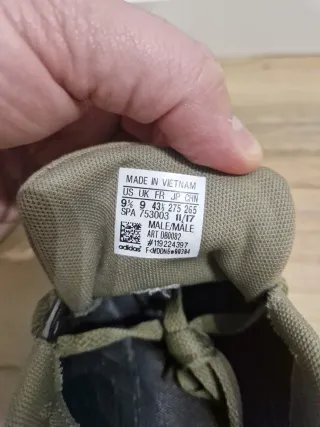 MADE IN VIETNAM
US UK FR JP CHN
9½ 9 43⅓ 275 265
SPA 753003 11/17
MALE/MALE
ART DB0092
#119224397
adidas